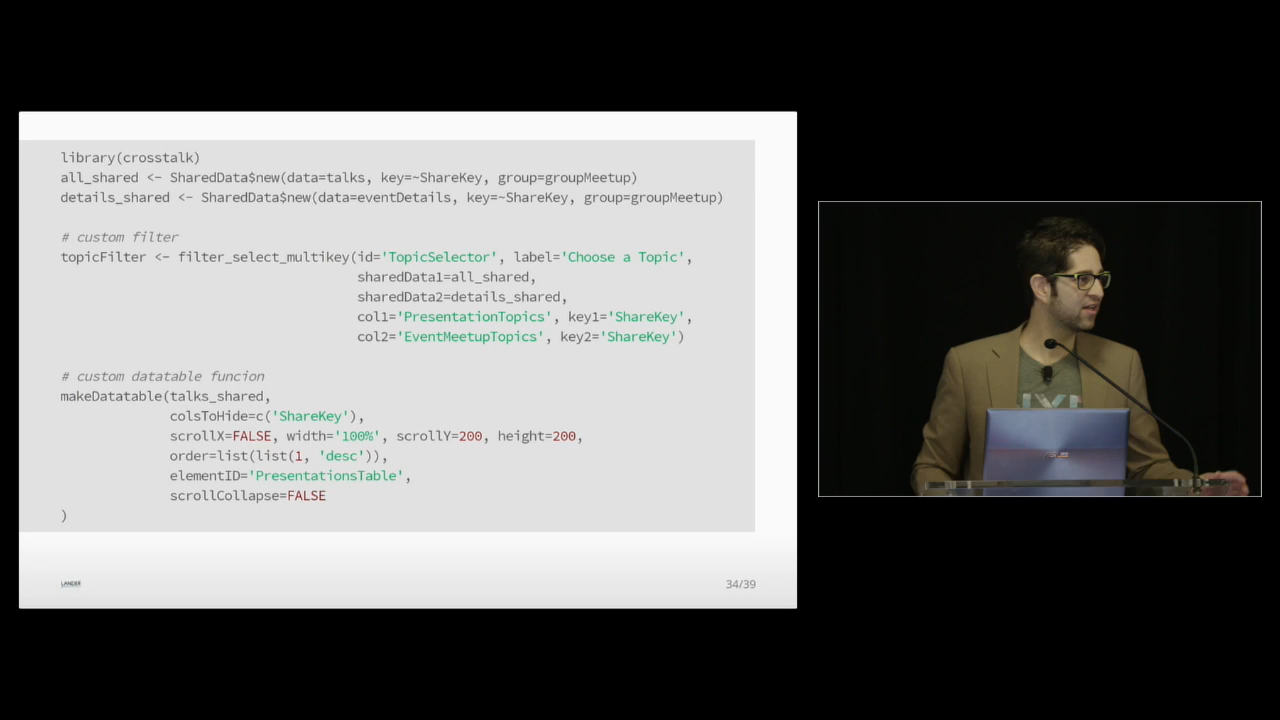 library(crosstalk)
all_shared <- SharedData$new(data=talks, key=~ShareKey, group=groupMeetup)
details_shared <- SharedData$new(data=eventDetails, key=~ShareKey, group=groupMeetup)
# custom filter
topicFilter <- filter_select_multikey(id='TopicSelector', label='Choose a Topic',
sharedData1=all_shared,
sharedData2=details_shared,
col1='PresentationTopics', key1='ShareKey',
col2='EventMeetupTopics', key2='ShareKey')
# custom datatable funcion
makeDatatable(talks_shared,
colsToHide=c('ShareKey'),
scrollX=FALSE, width='100%', scrollY=200, height=200,
order=list(list(1, 'desc')),
elementID='PresentationsTable',
scrollCollapse=FALSE
)
LANDER
34/39
ASUS